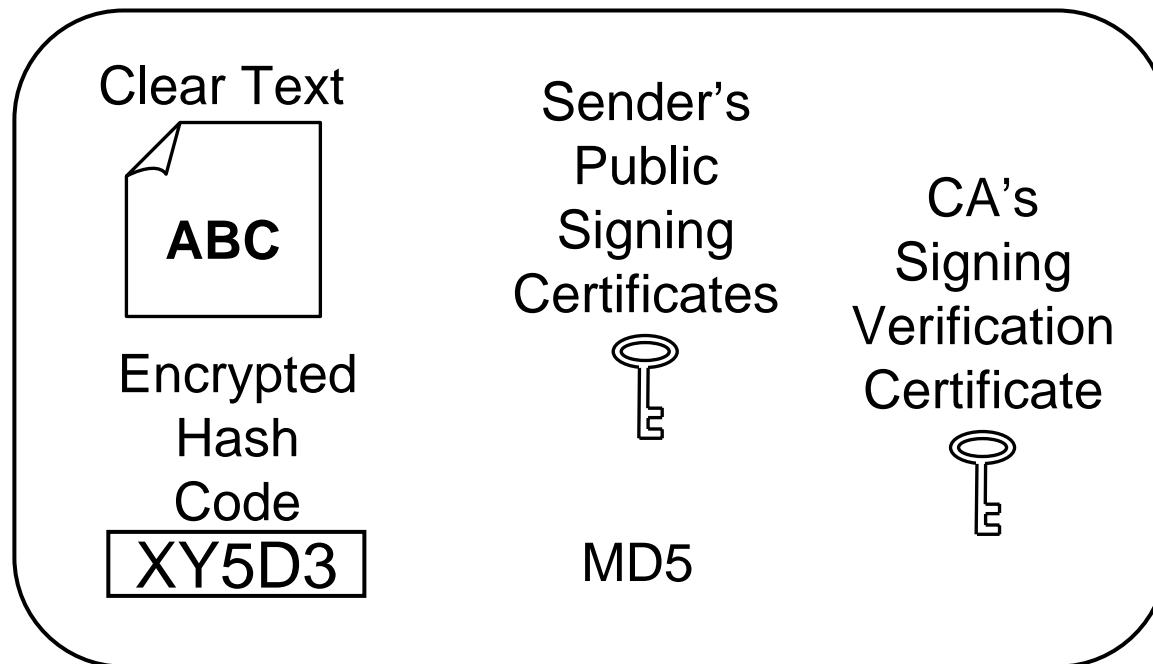 Clear Text
ABC
Encrypted
Hash
Code
XY5D3
Sender’s
Public
Signing
Certificates
MD5
CA’s
Signing
Verification
Certificate